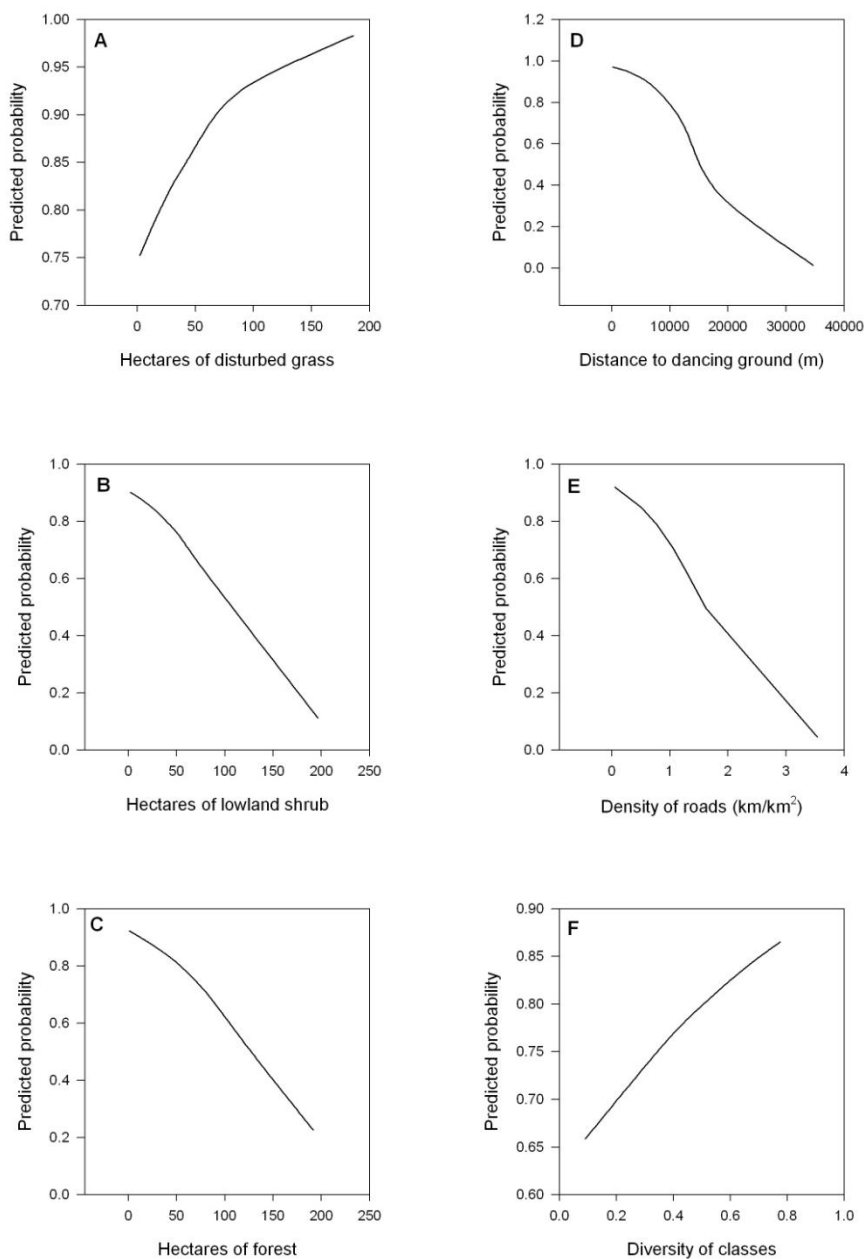 A
Predicted probability
1.00
0.95
0.90
0.85
0.80
0.75
0.70
0 50 100 150 200
Hectares of disturbed grass
D
Predicted probability
1.2
1.0
0.8
0.6
0.4
0.2
0.0
0 10000 20000 30000 40000
Distance to dancing ground (m)
B
Predicted probability
1.0
0.8
0.6
0.4
0.2
0.0
0 50 100 150 200 250
Hectares of lowland shrub
E
Predicted probability
1.0
0.8
0.6
0.4
0.2
0.0
0 1 2 3 4
Density of roads (km/km²)
C
Predicted probability
1.0
0.8
0.6
0.4
0.2
0.0
0 50 100 150 200 250
Hectares of forest
F
Predicted probability
0.90
0.85
0.80
0.75
0.70
0.65
0.60
0.0 0.2 0.4 0.6 0.8 1.0
Diversity of classes